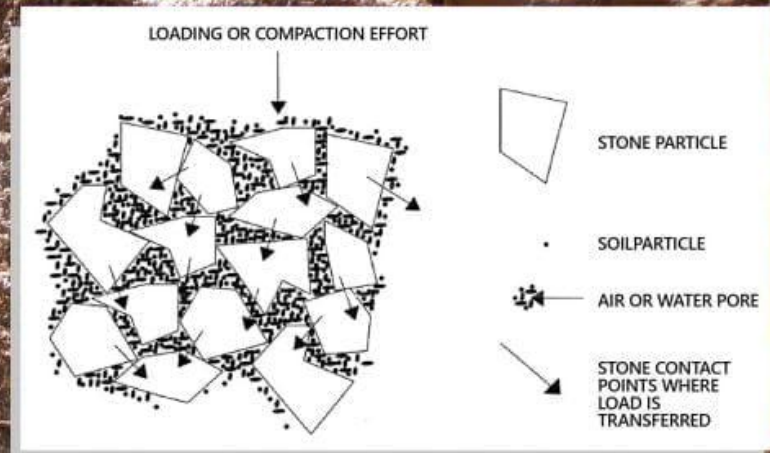 LOADING OR COMPACTION EFFORT
STONE PARTICLE
SOILPARTICLE
AIR OR WATER PORE
STONE CONTACT
POINTS WHERE
LOAD IS
TRANSFERRED